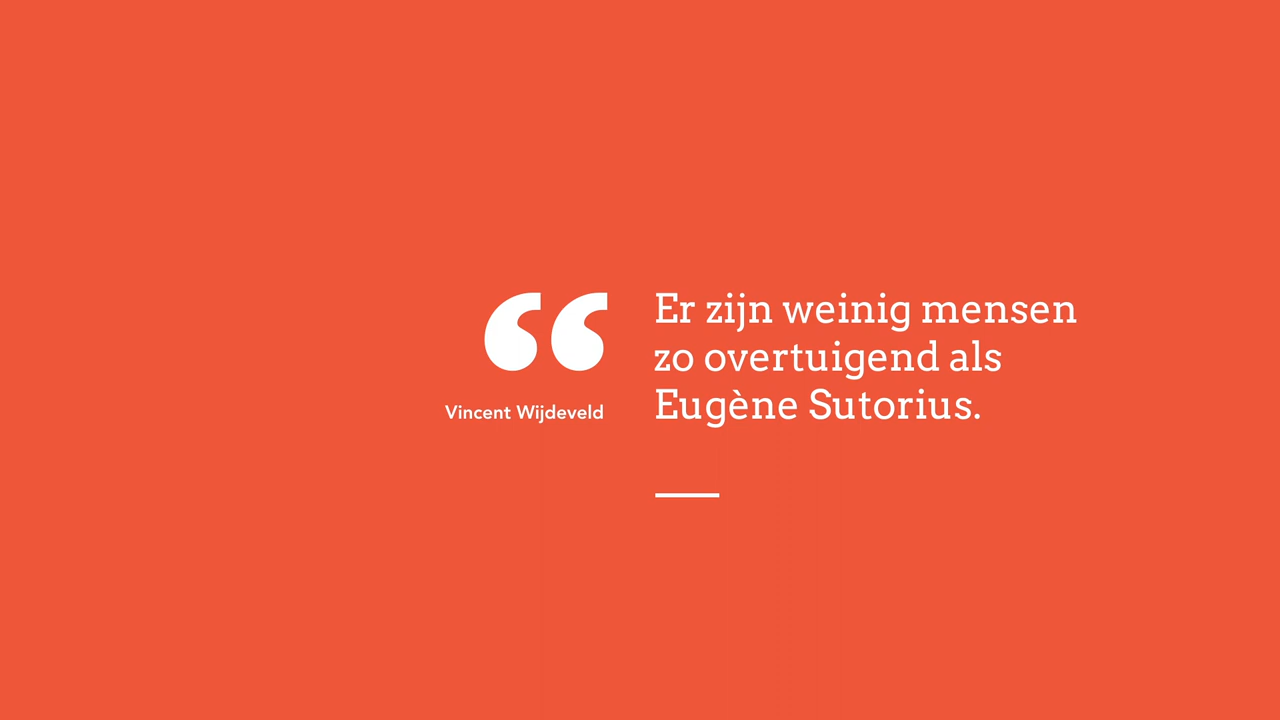 “
Vincent Wijdeveld
Er zijn weinig mensen
zo overtuigend als
Eugène Sutorius.